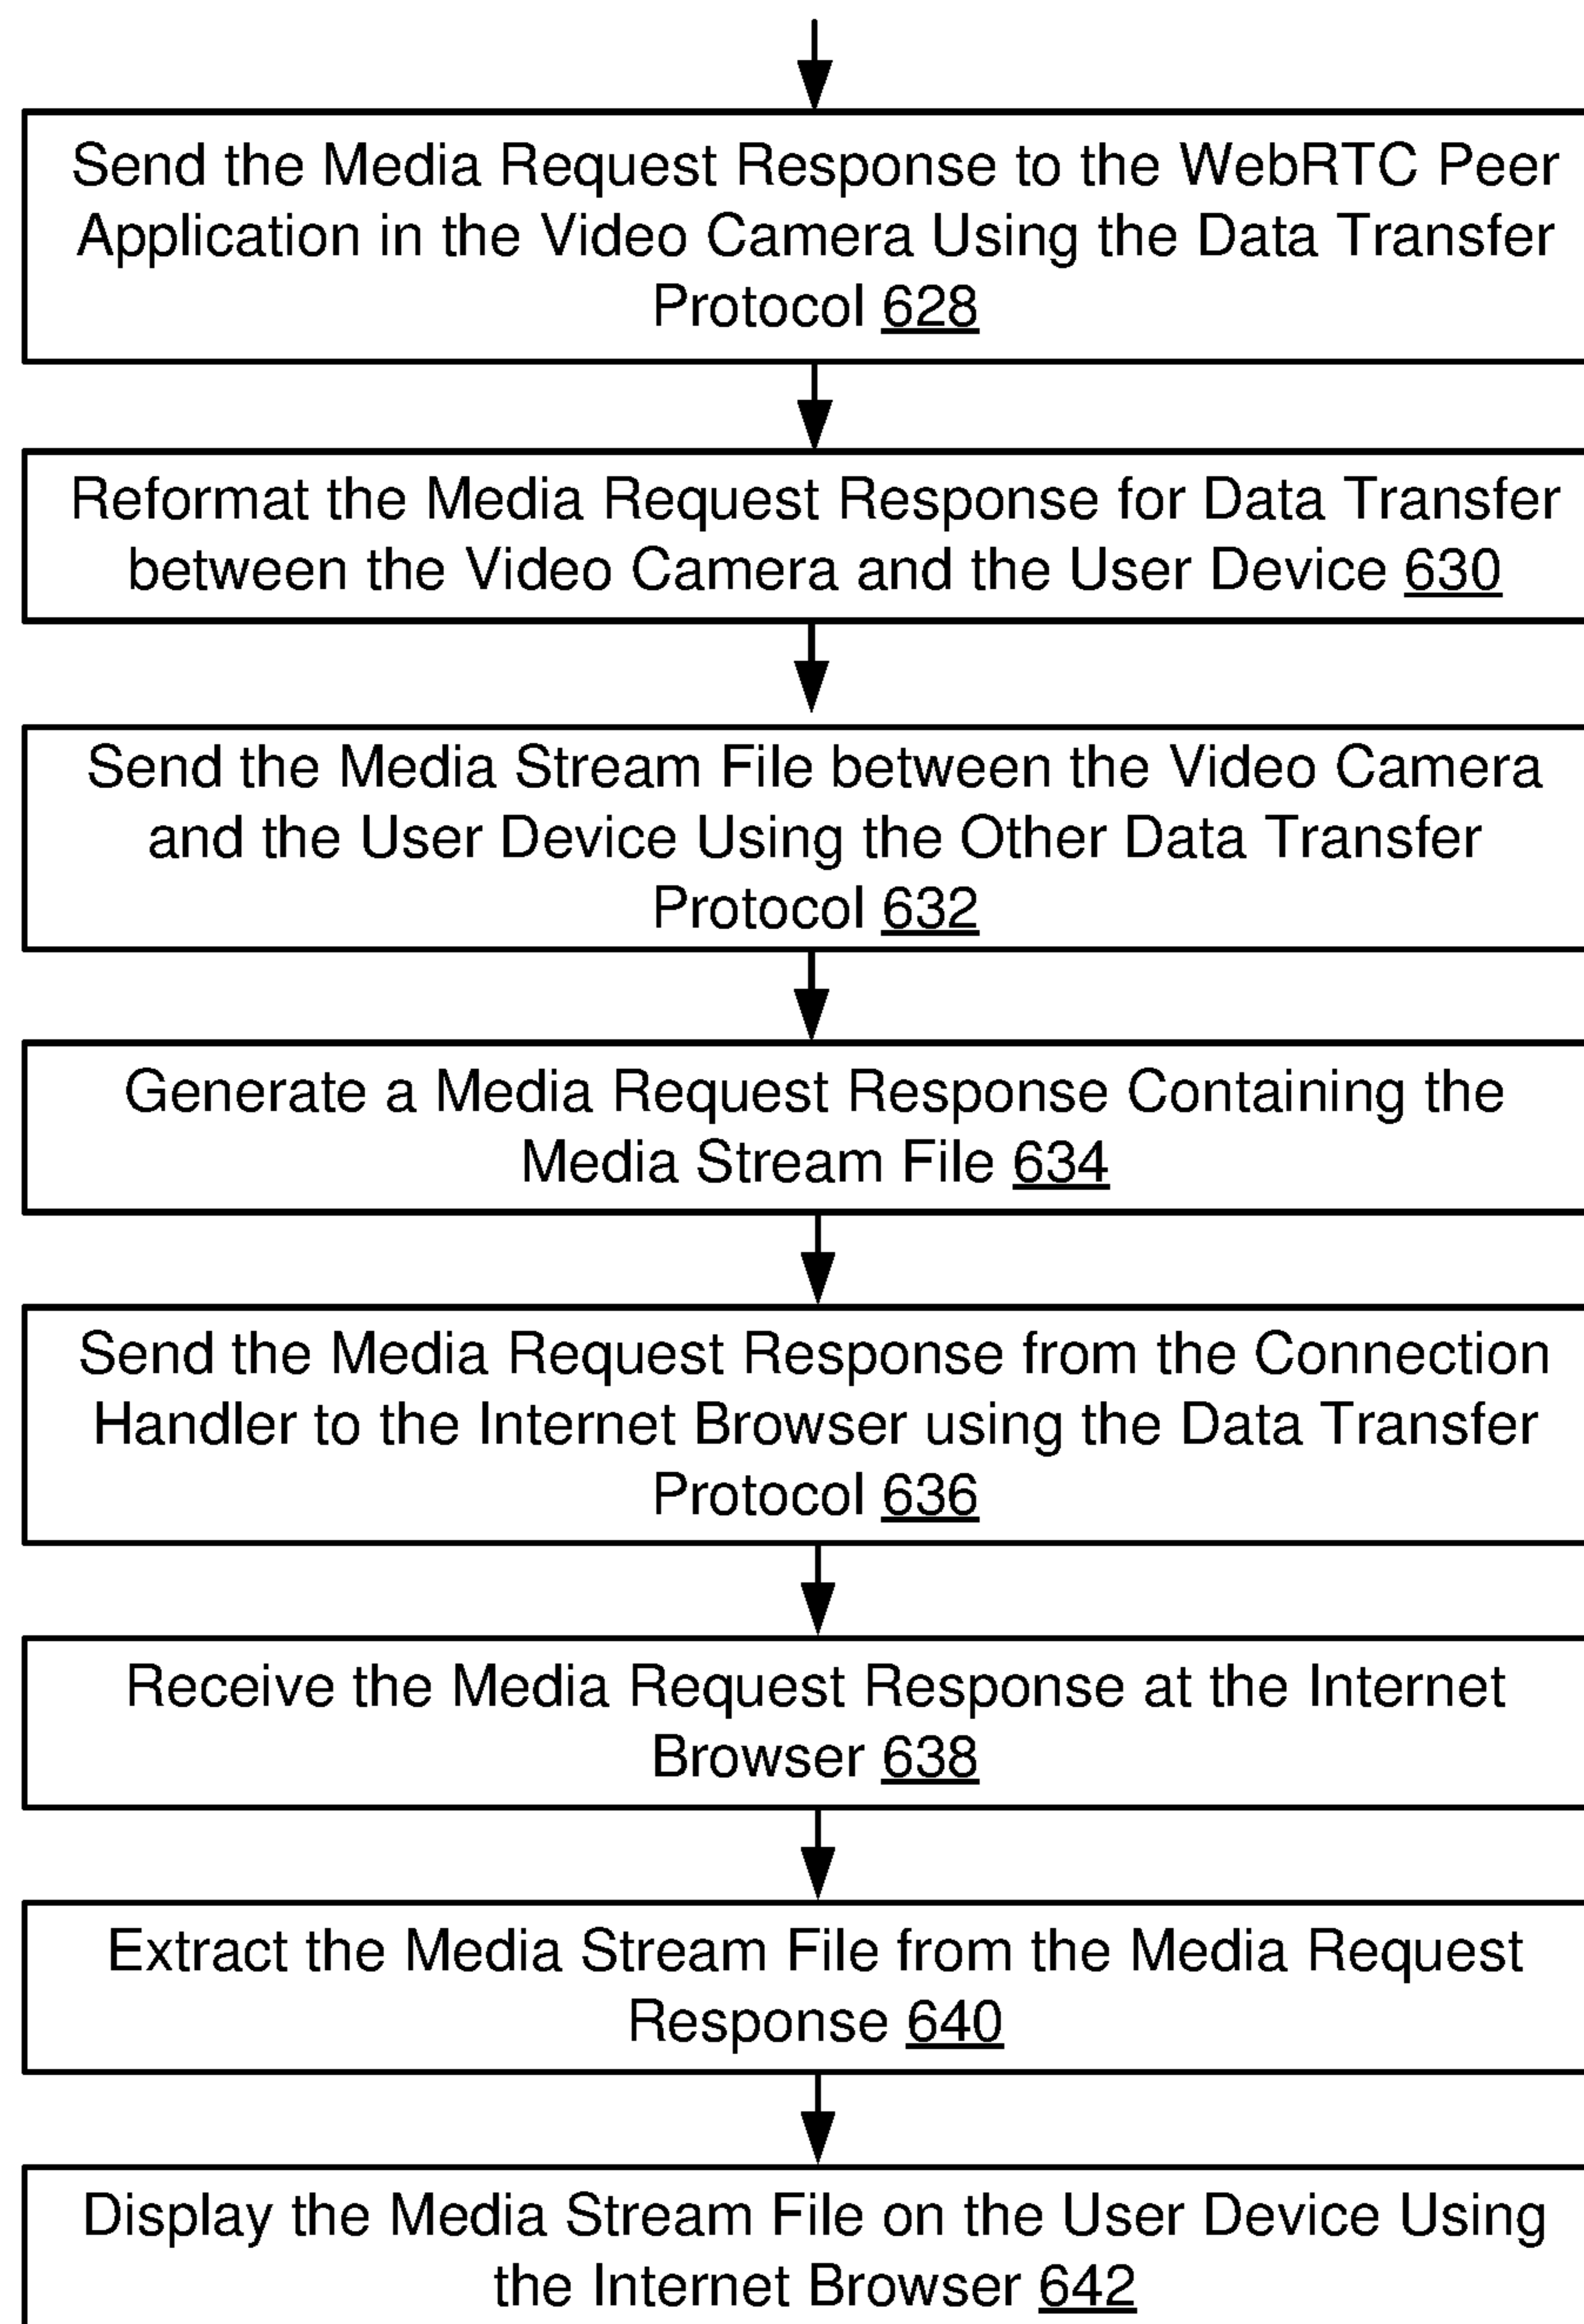 Send the Media Request Response to the WebRTC Peer
Application in the Video Camera Using the Data Transfer
Protocol 628
Reformat the Media Request Response for Data Transfer
between the Video Camera and the User Device 630
Send the Media Stream File between the Video Camera
and the User Device Using the Other Data Transfer
Protocol 632
Generate a Media Request Response Containing the
Media Stream File 634
Send the Media Request Response from the Connection
Handler to the Internet Browser using the Data Transfer
Protocol 636
Receive the Media Request Response at the Internet
Browser 638
Extract the Media Stream File from the Media Request
Response 640
Display the Media Stream File on the User Device Using
the Internet Browser 642